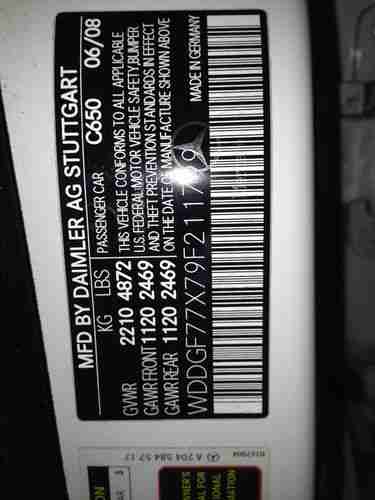 MFD BY DAIMLER AG STUTTGART
KG LBS PASSENGER CAR C650 06/08
GVWR 2210 4872 THIS VEHICLE CONFORMS TO ALL APPLICABLE
GAWR FRONT 1120 2469 U.S. FEDERAL MOTOR VEHICLE SAFETY, BUMPER
AND THEFT PREVENTION STANDARDS IN EFFECT
GAWR REAR 1120 2469 ON THE DATE OF MANUFACTURE SHOWN ABOVE
MADE IN GERMANY
A 204 584 57 17
OWNER'S
FOR